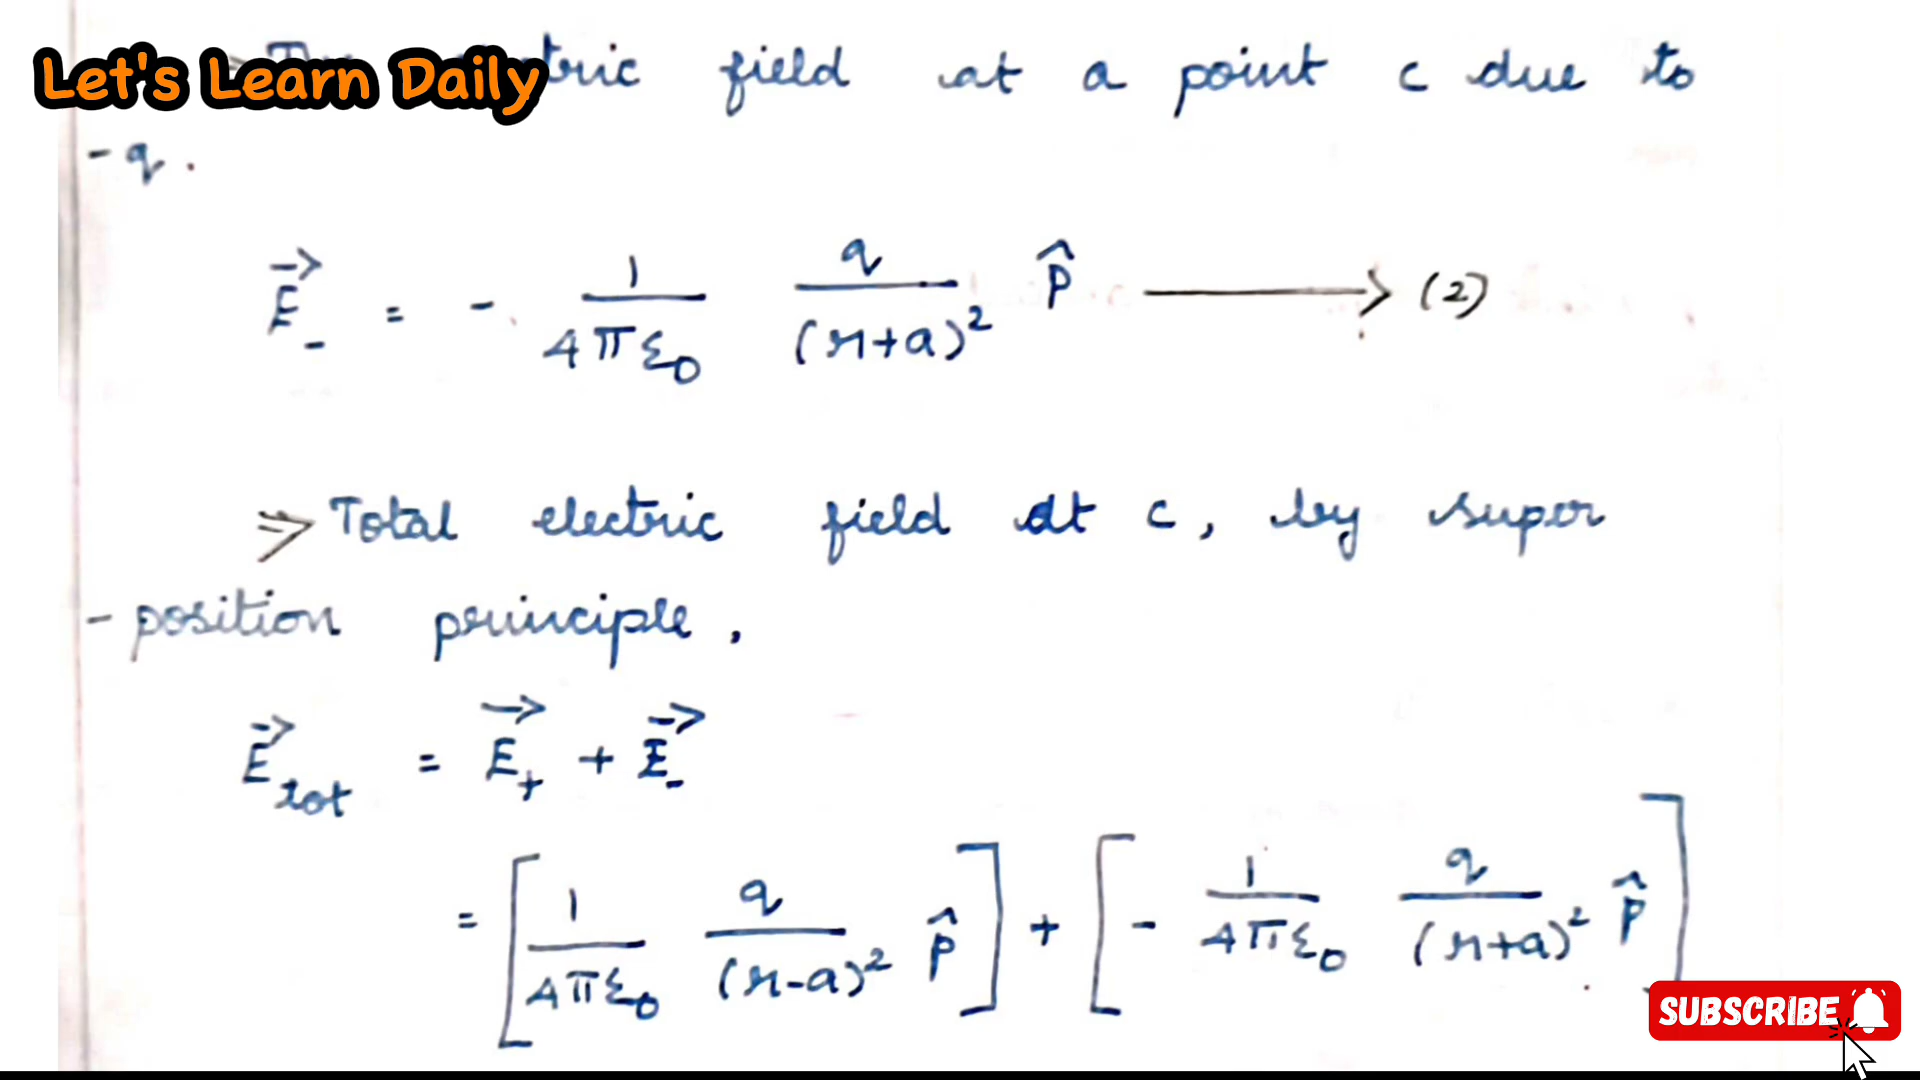 Let's Learn Daily
field at a point c due to
- q.
E⃗₋ = - 1/4πε₀ q/(r+a)² p̂ ⟶ (2)
⇒ Total electric field at c, by super
- position principle,
E⃗tot = E⃗₊ + E⃗₋
= [1/4πε₀ q/(r-a)² p̂] + [- 1/4πε₀ q/(r+a)² p̂]
SUBSCRIBE